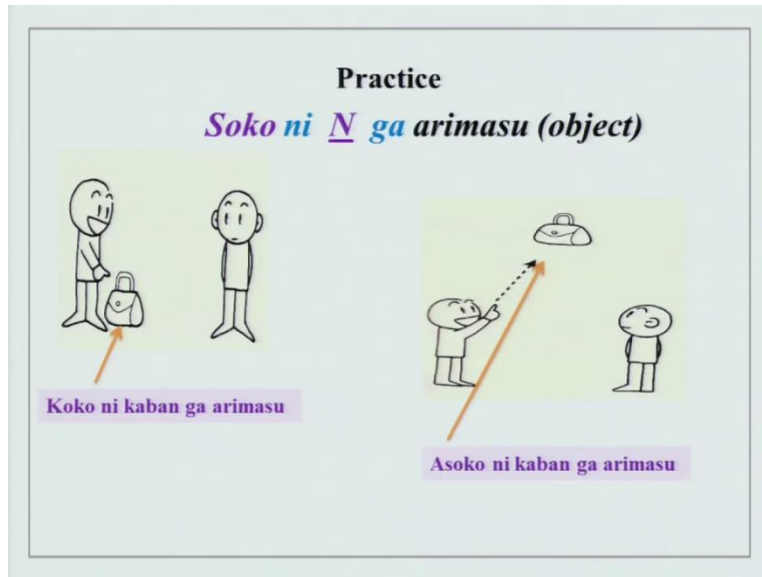 Practice
Soko ni N ga arimasu (object)
Koko ni kaban ga arimasu
Asoko ni kaban ga arimasu